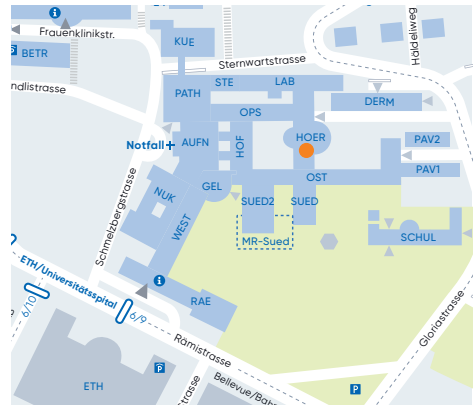 Frauenklinikstr.
KUE
BETR
P
Sternwartstrasse
Häldeliweg
ndlistrasse
PATH
STE
LAB
OPS
DERM
Notfall
AUFN
HOF
HOER
PAV2
PAV1
OST
GEL
NUK
SUED2
SUED
WEST
MR-Sued
SCHUL
Schmelzbergstrasse
ETH/Universitätsspital
6/10
6/9
RAE
Rämistrasse
Gloriastrasse
ETH
P
P
strasse
Bellevue/Bah